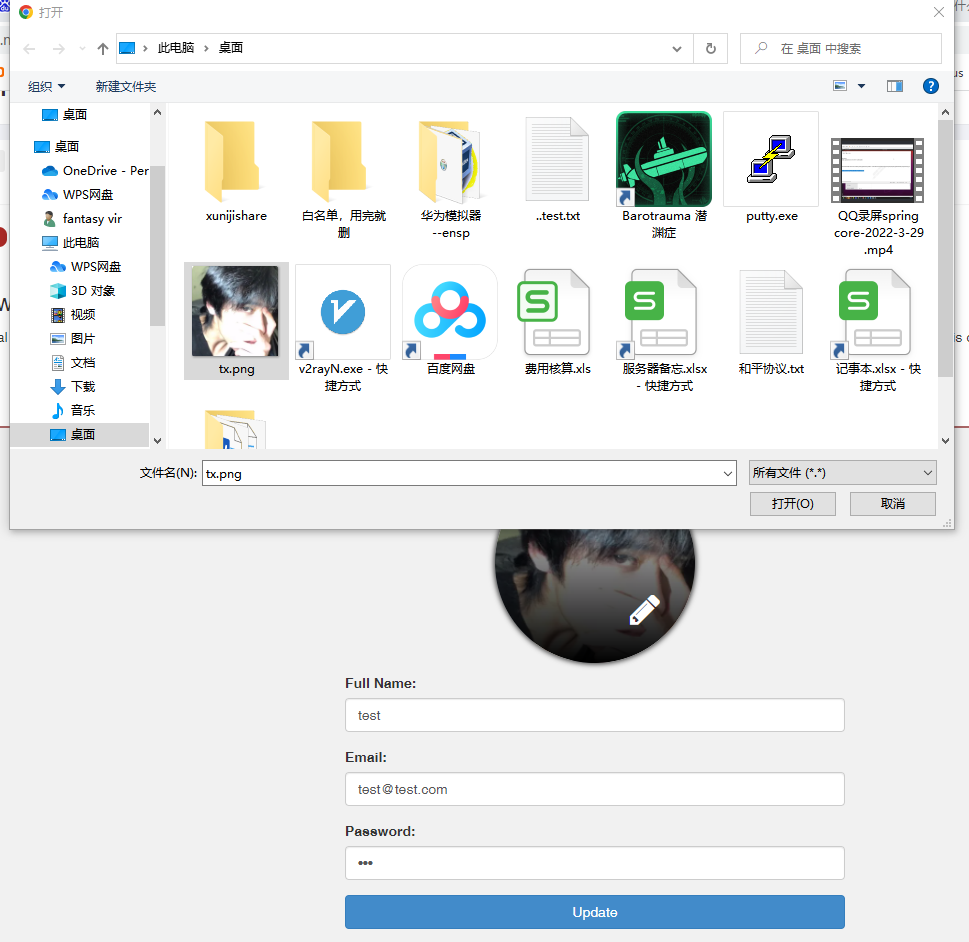 打开
什么
.n
此电脑 › 桌面
在 桌面 中搜索
组织
新建文件夹
us
桌面
桌面
OneDrive - Per
WPS网盘
fantasy vir
此电脑
WPS网盘
3D 对象
视频
图片
文档
下载
音乐
桌面
xunijishare
白名单，用完就
删
华为模拟器
--ensp
..test.txt
Barotrauma 潜
渊症
putty.exe
QQ录屏spring
core-2022-3-29
.mp4
tx.png
v2rayN.exe - 快
捷方式
百度网盘
费用核算.xls
服务器备忘.xlsx
- 快捷方式
和平协议.txt
记事本.xlsx - 快
捷方式
W
al
is c
文件名(N):
tx.png
所有文件 (*.*)
打开(O)
取消
Full Name:
test
Email:
test@test.com
Password:
•••
Update